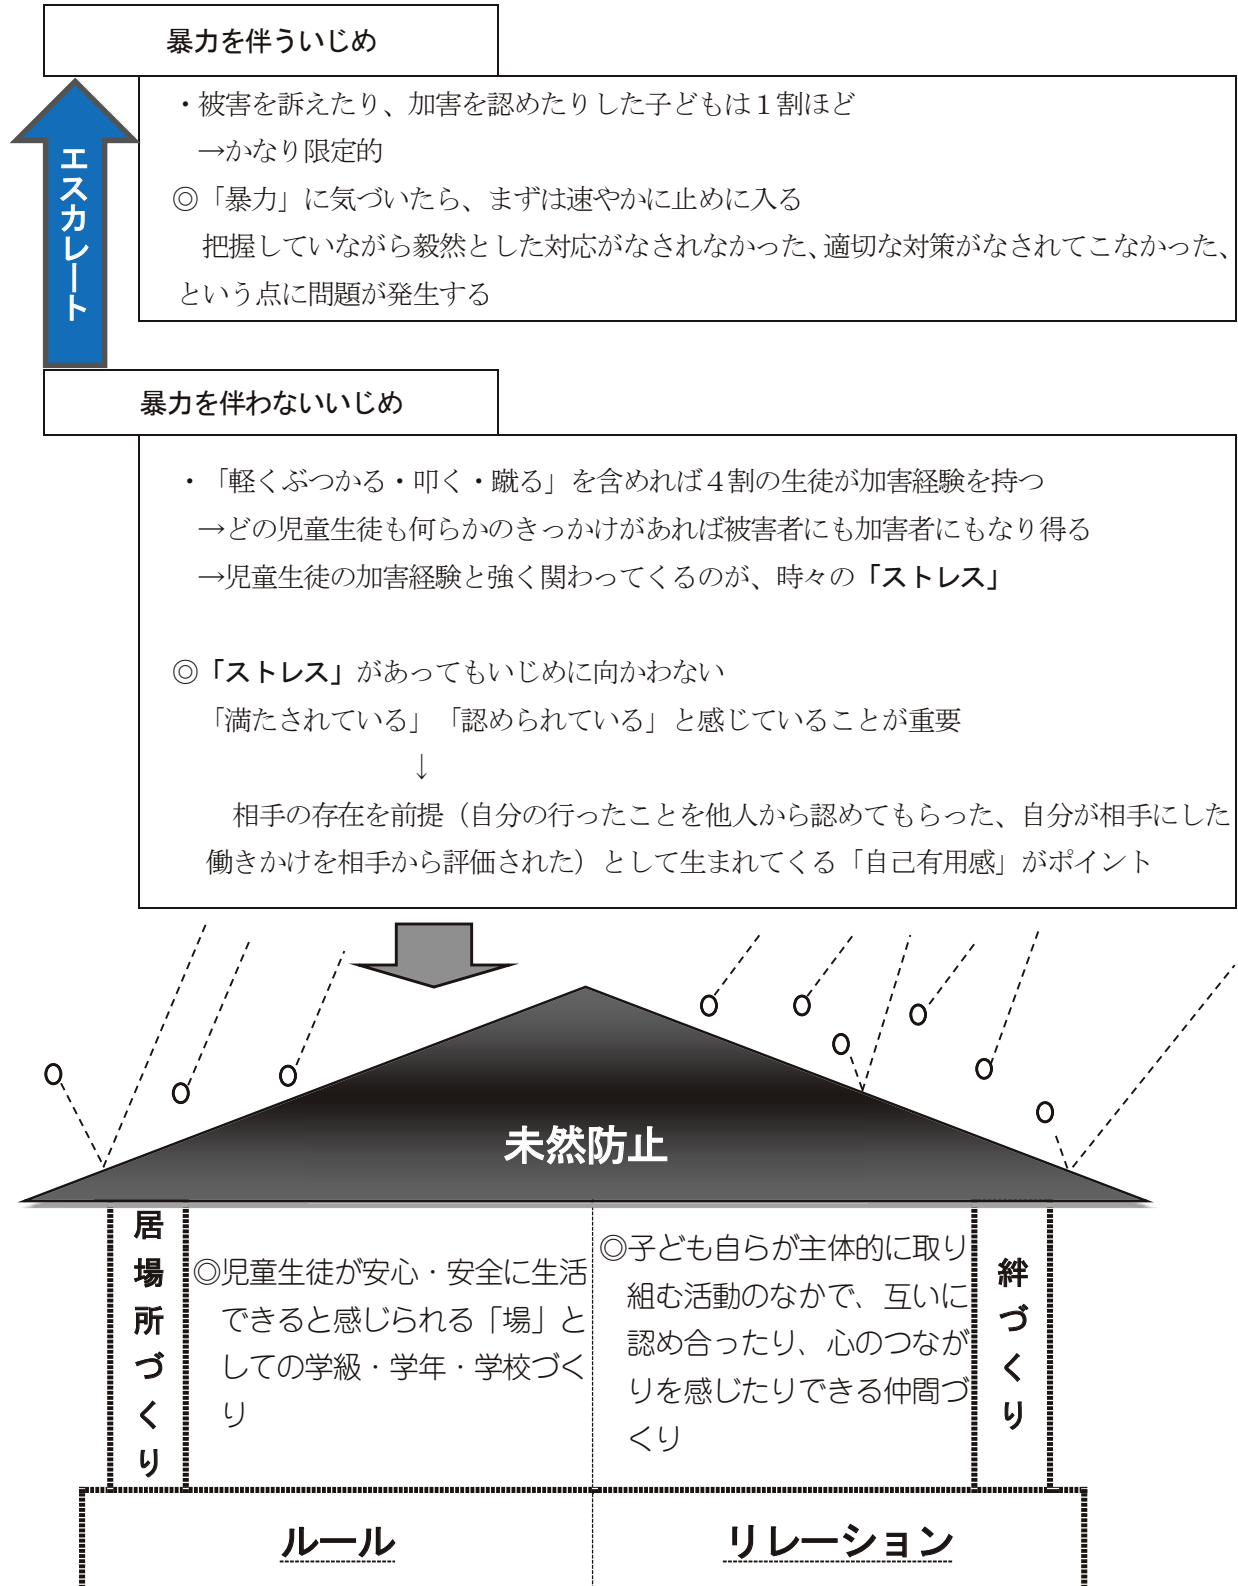 暴力を伴ういじめ
・被害を訴えたり、加害を認めたりした子どもは１割ほど
→かなり限定的
◎「暴力」に気づいたら、まずは速やかに止めに入る
把握していながら毅然とした対応がなされなかった、適切な対策がなされてこなかった、
という点に問題が発生する
エスカレート
暴力を伴わないいじめ
・「軽くぶつかる・叩く・蹴る」を含めれば４割の生徒が加害経験を持つ
→どの児童生徒も何らかのきっかけがあれば被害者にも加害者にもなり得る
→児童生徒の加害経験と強く関わってくるのが、時々の「ストレス」
◎「ストレス」があってもいじめに向かわない
「満たされている」「認められている」と感じていることが重要
↓
相手の存在を前提（自分の行ったことを他人から認めてもらった、自分が相手にした
働きかけを相手から評価された）として生まれてくる「自己有用感」がポイント
未然防止
居場所づくり
◎児童生徒が安心・安全に生活
できると感じられる「場」と
しての学級・学年・学校づく
り
◎子ども自らが主体的に取り
組む活動のなかで、互いに
認め合ったり、心のつなが
りを感じたりできる仲間づ
くり
絆づくり
ルール
リレーション